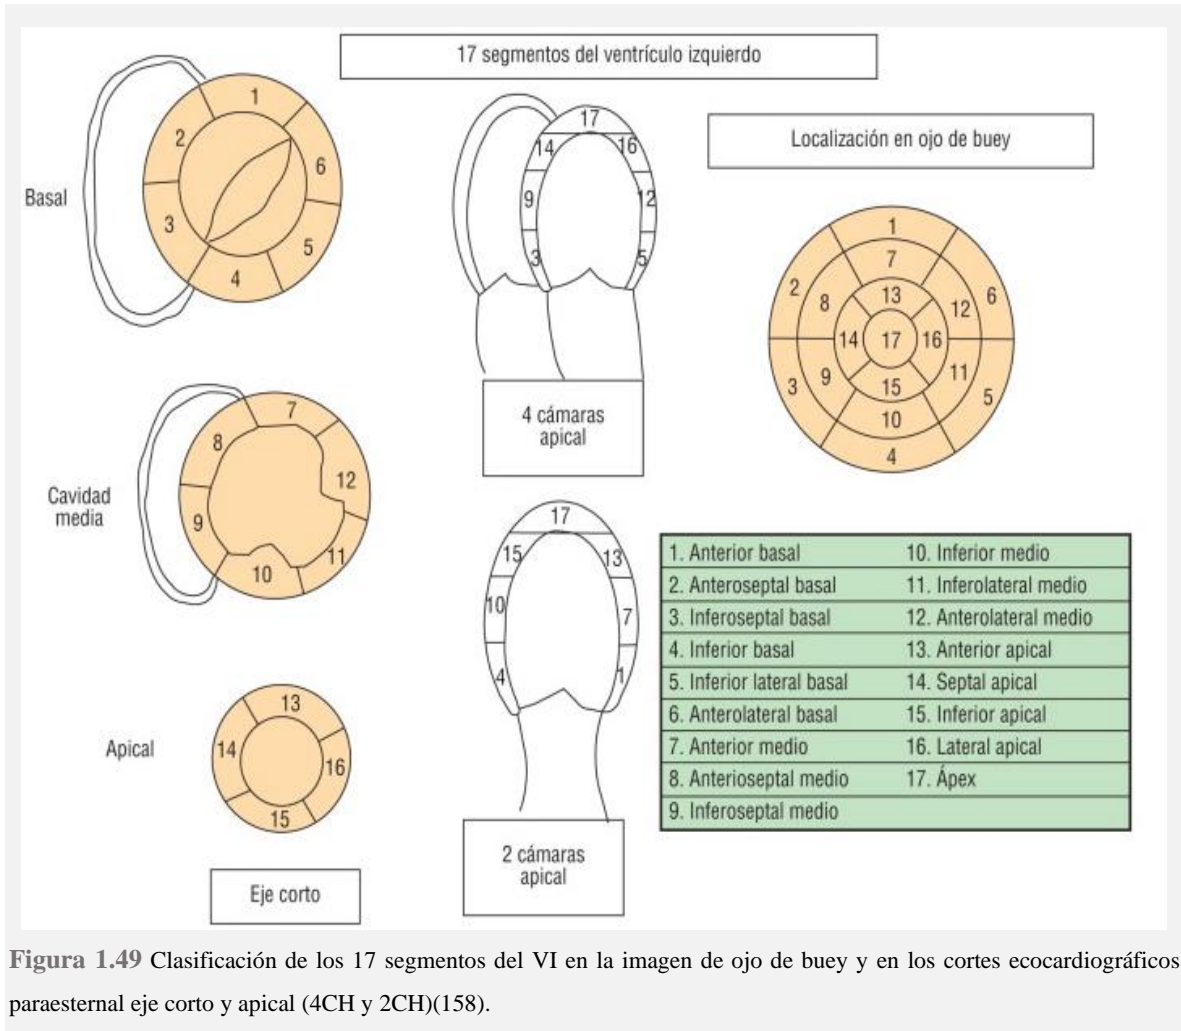 17 segmentos del ventrículo izquierdo
Basal
1
2
6
3
5
4
17
14
16
9
12
3
5
4 cámaras
apical
Localización en ojo de buey
1
7
2
8
13
12
6
14
17
16
3
9
15
11
5
10
4
Cavidad
media
7
8
12
9
11
10
17
15
13
10
7
4
1
2 cámaras
apical
Apical
13
14
16
15
Eje corto
1. Anterior basal 10. Inferior medio
2. Anteroseptal basal 11. Inferolateral medio
3. Inferoseptal basal 12. Anterolateral medio
4. Inferior basal 13. Anterior apical
5. Inferior lateral basal 14. Septal apical
6. Anterolateral basal 15. Inferior apical
7. Anterior medio 16. Lateral apical
8. Anterioseptal medio 17. Ápex
9. Inferoseptal medio
Figura 1.49 Clasificación de los 17 segmentos del VI en la imagen de ojo de buey y en los cortes ecocardiográficos
paraesternal eje corto y apical (4CH y 2CH)(158).